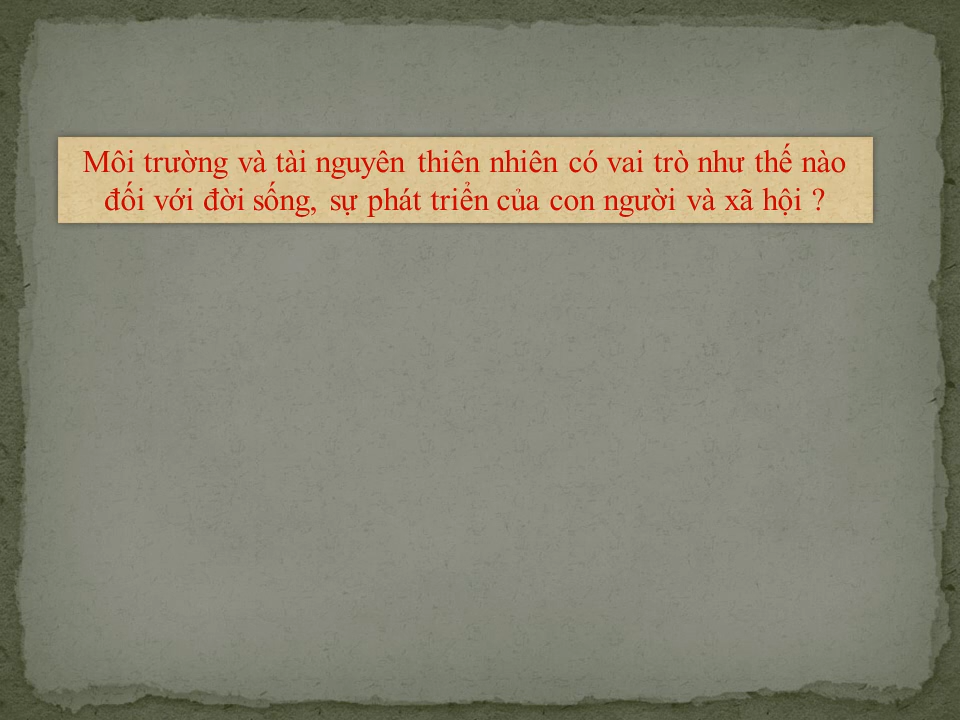 Môi trường và tài nguyên thiên nhiên có vai trò như thế nào
đối với đời sống, sự phát triển của con người và xã hội ?